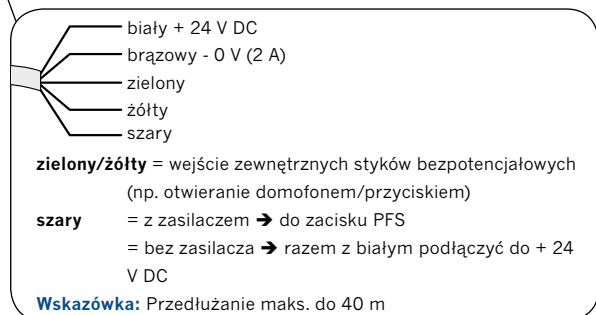 biały + 24 V DC
brązowy - 0 V (2 A)
zielony
żółty
szary
zielony/żółty = wejście zewnętrznych styków bezpotencjałowych
(np. otwieranie domofonem/przyciskiem)
szary = z zasilaczem ➔ do zacisku PFS
= bez zasilacza ➔ razem z białym podłączyć do + 24
V DC
Wskazówka: Przedłużanie maks. do 40 m